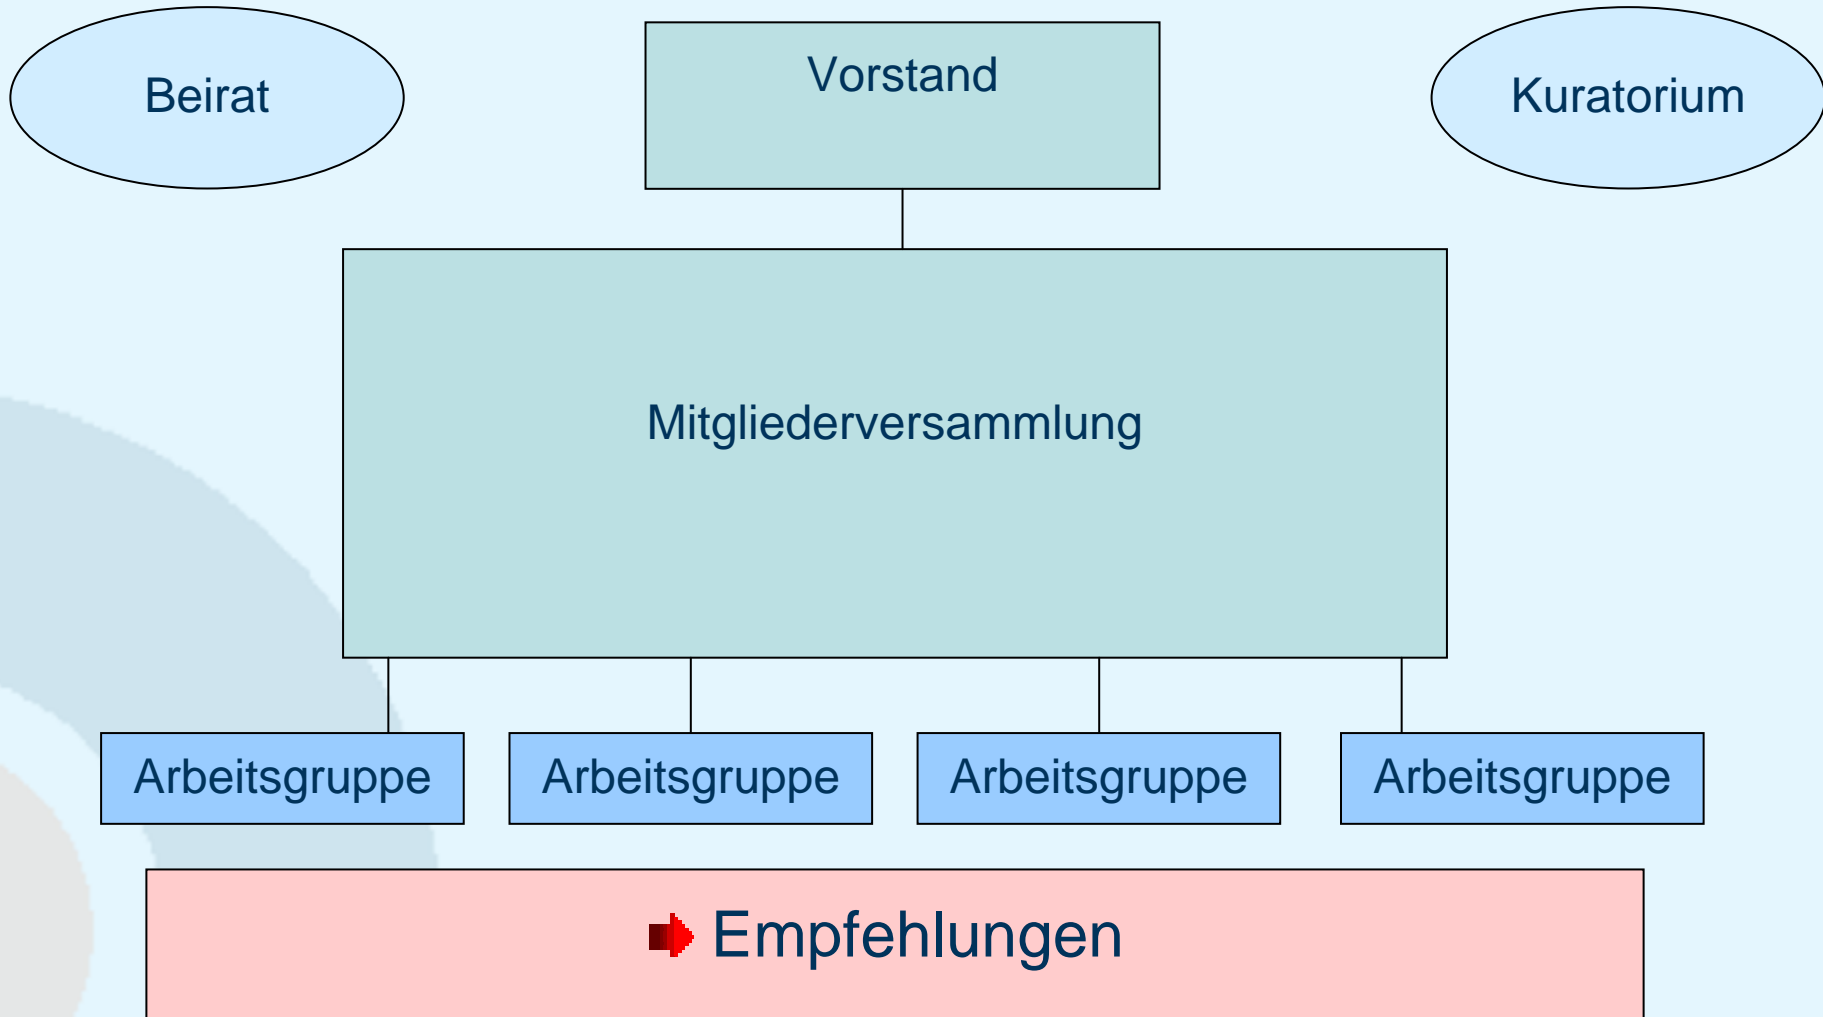 Beirat
Vorstand
Kuratorium
Mitgliederversammlung
Arbeitsgruppe
Arbeitsgruppe
Arbeitsgruppe
Arbeitsgruppe
Empfehlungen